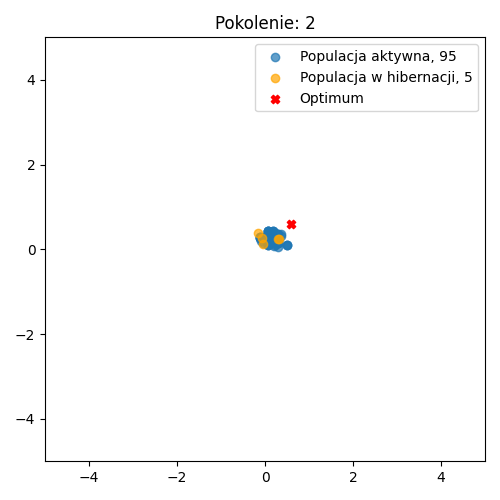 Pokolenie: 2
Populacja aktywna, 95
Populacja w hibernacji, 5
Optimum
4
2
0
−2
−4
−4 −2 0 2 4